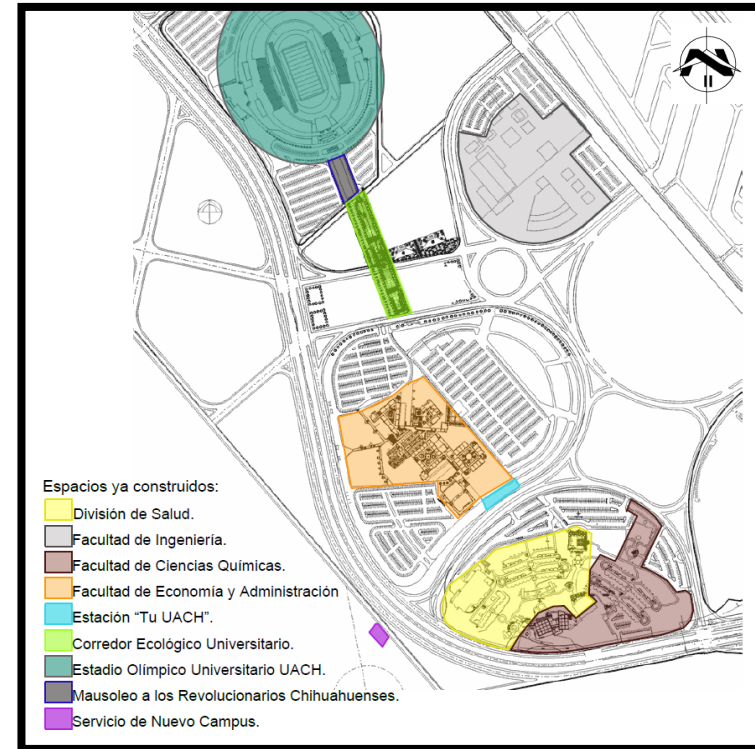 Espacios ya construidos:
División de Salud.
Facultad de Ingeniería.
Facultad de Ciencias Químicas.
Facultad de Economía y Administración
Estación “Tu UACH”.
Corredor Ecológico Universitario.
Estadio Olímpico Universitario UACH.
Mausoleo a los Revolucionarios Chihuahuenses.
Servicio de Nuevo Campus.